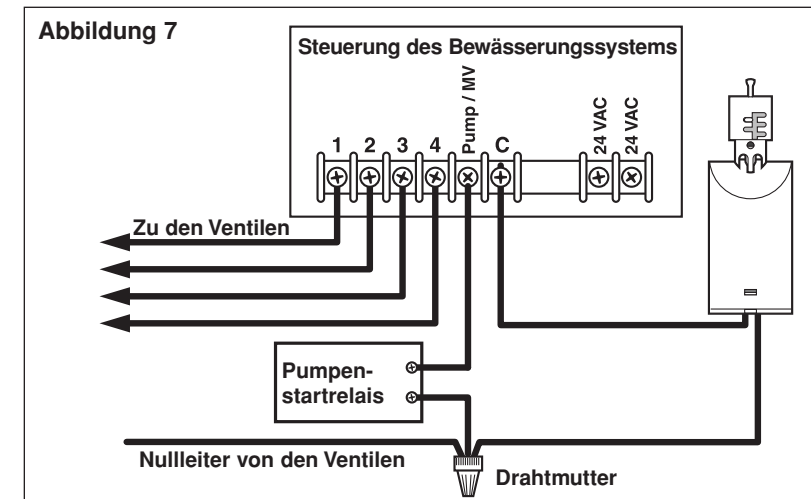 Abbildung 7
Steuerung des Bewässerungssystems
1 2 3 4 Pump / MV C 24 VAC 24 VAC
Zu den Ventilen
Pumpen-
startrelais
Nullleiter von den Ventilen
Drahtmutter